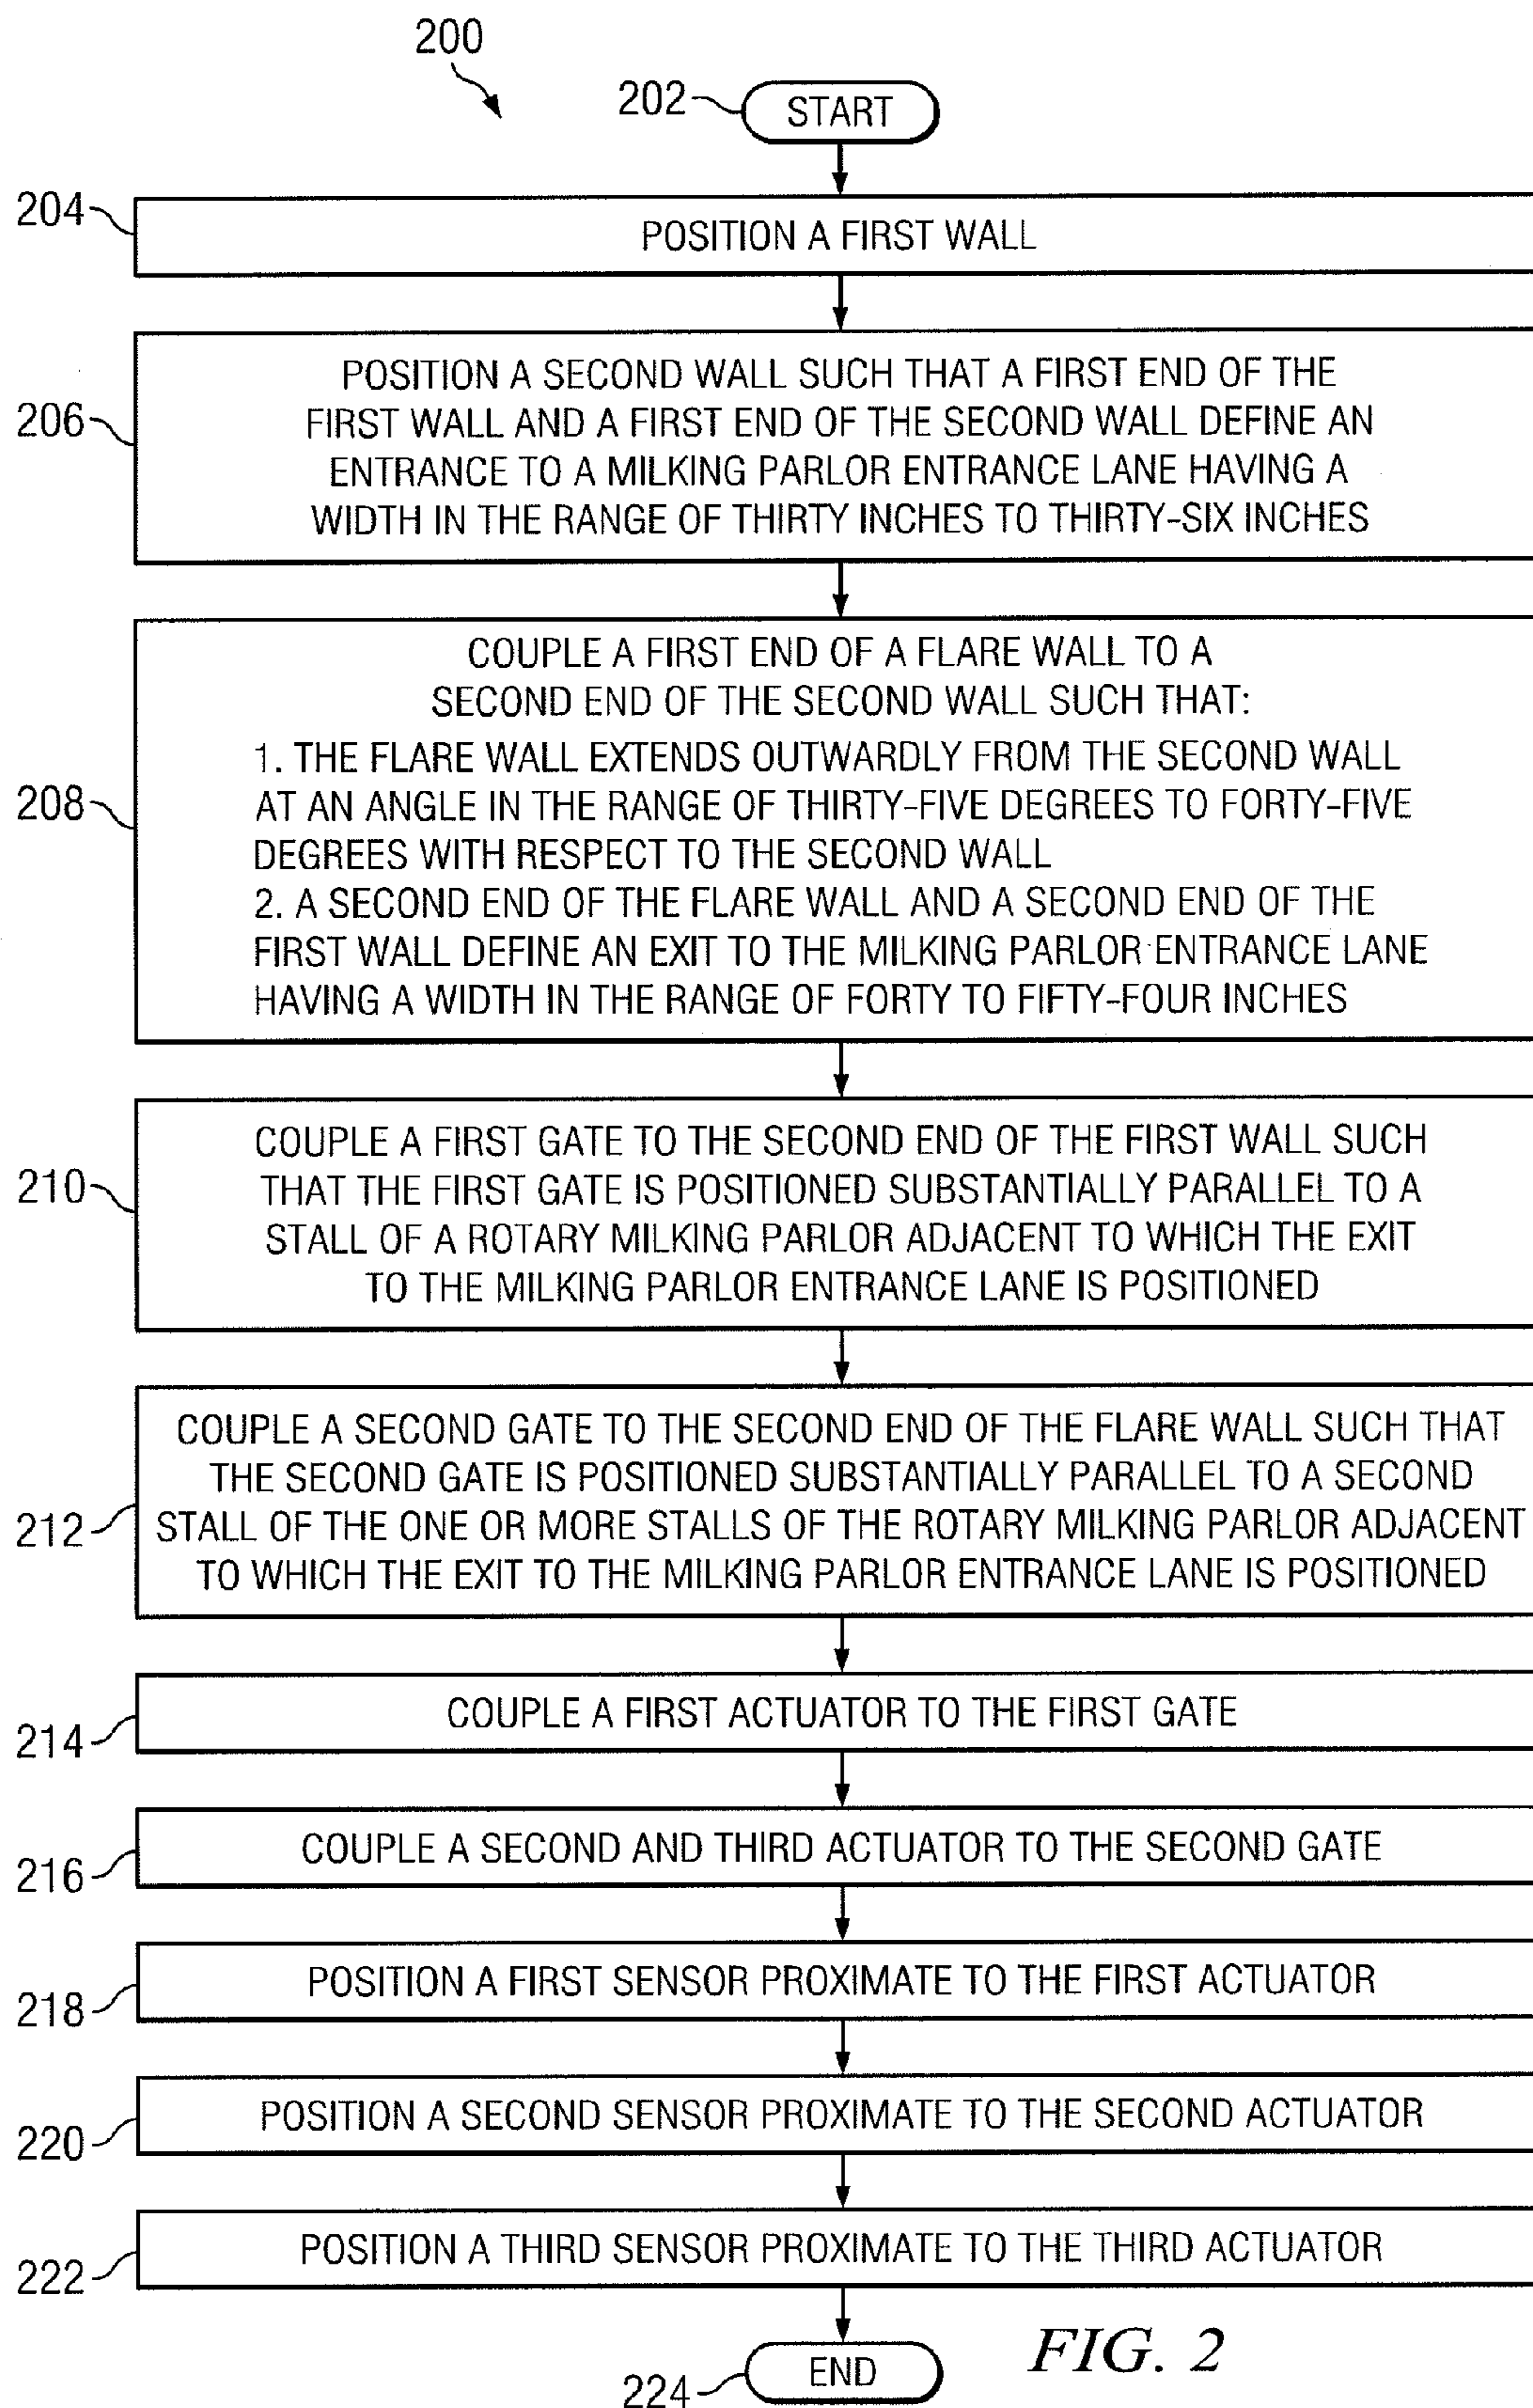 200
202
START
204
POSITION A FIRST WALL
206
POSITION A SECOND WALL SUCH THAT A FIRST END OF THE
FIRST WALL AND A FIRST END OF THE SECOND WALL DEFINE AN
ENTRANCE TO A MILKING PARLOR ENTRANCE LANE HAVING A
WIDTH IN THE RANGE OF THIRTY INCHES TO THIRTY-SIX INCHES
208
COUPLE A FIRST END OF A FLARE WALL TO A
SECOND END OF THE SECOND WALL SUCH THAT:
1. THE FLARE WALL EXTENDS OUTWARDLY FROM THE SECOND WALL
AT AN ANGLE IN THE RANGE OF THIRTY-FIVE DEGREES TO FORTY-FIVE
DEGREES WITH RESPECT TO THE SECOND WALL
2. A SECOND END OF THE FLARE WALL AND A SECOND END OF THE
FIRST WALL DEFINE AN EXIT TO THE MILKING PARLOR ENTRANCE LANE
HAVING A WIDTH IN THE RANGE OF FORTY TO FIFTY-FOUR INCHES
210
COUPLE A FIRST GATE TO THE SECOND END OF THE FIRST WALL SUCH
THAT THE FIRST GATE IS POSITIONED SUBSTANTIALLY PARALLEL TO A
STALL OF A ROTARY MILKING PARLOR ADJACENT TO WHICH THE EXIT
TO THE MILKING PARLOR ENTRANCE LANE IS POSITIONED
212
COUPLE A SECOND GATE TO THE SECOND END OF THE FLARE WALL SUCH THAT
THE SECOND GATE IS POSITIONED SUBSTANTIALLY PARALLEL TO A SECOND
STALL OF THE ONE OR MORE STALLS OF THE ROTARY MILKING PARLOR ADJACENT
TO WHICH THE EXIT TO THE MILKING PARLOR ENTRANCE LANE IS POSITIONED
214
COUPLE A FIRST ACTUATOR TO THE FIRST GATE
216
COUPLE A SECOND AND THIRD ACTUATOR TO THE SECOND GATE
218
POSITION A FIRST SENSOR PROXIMATE TO THE FIRST ACTUATOR
220
POSITION A SECOND SENSOR PROXIMATE TO THE SECOND ACTUATOR
222
POSITION A THIRD SENSOR PROXIMATE TO THE THIRD ACTUATOR
224
END
FIG. 2